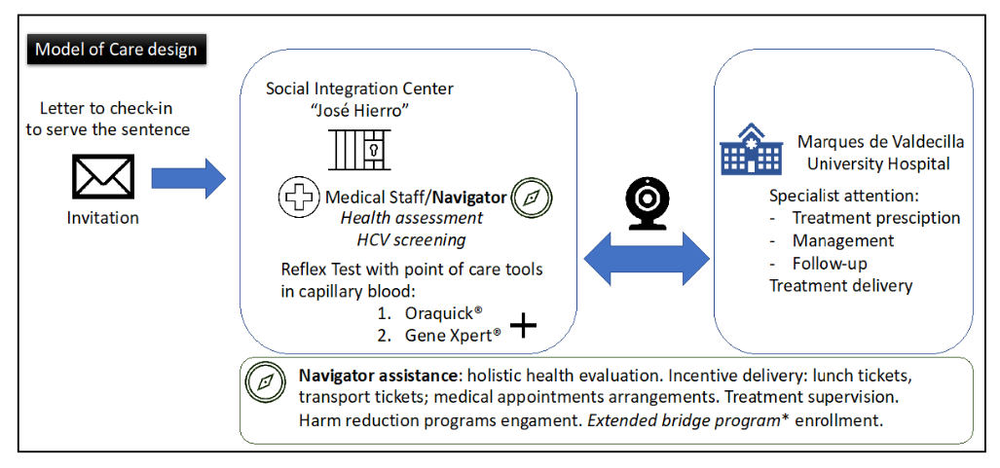 Model of Care design
Letter to check-in
to serve the sentence
Invitation
Social Integration Center
“José Hierro”
Medical Staff/Navigator
Health assessment
HCV screening
Reflex Test with point of care tools
in capillary blood:
1. Oraquick®
2. Gene Xpert®
Marques de Valdecilla
University Hospital
Specialist attention:
- Treatment presciption
- Management
- Follow-up
Treatment delivery
Navigator assistance: holistic health evaluation. Incentive delivery: lunch tickets,
transport tickets; medical appointments arrangements. Treatment supervision.
Harm reduction programs engament. Extended bridge program* enrollment.